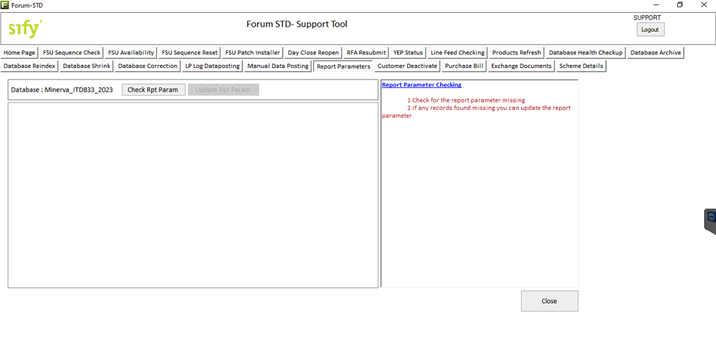 Forum-STD
sify
Forum STD- Support Tool
SUPPORT
Logout
Home Page FSU Sequence Check FSU Availability FSU Sequence Reset FSU Patch Installer Day Close Reopen RFA Resubmit YEP Status Line Feed Checking Products Refresh Database Health Checkup Database Archive
Database Reindex Database Shrink Database Correction LP Log Dataposting Manual Data Posting Report Parameters Customer Deactivate Purchase Bill Exchange Documents Scheme Details
Database : Minerva_ITD833_2023 Check Rpt Param Update Rpt Param
Report Parameter Checking
1.Check for the report parameter missing
2.If any records found missing you can update the report
parameter
Close